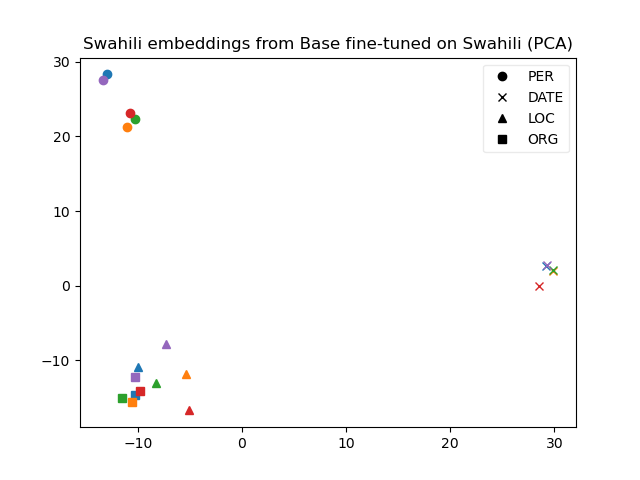 Swahili embeddings from Base fine-tuned on Swahili (PCA)
30
20
10
0
−10
−10
0
10
20
30
PER
DATE
LOC
ORG